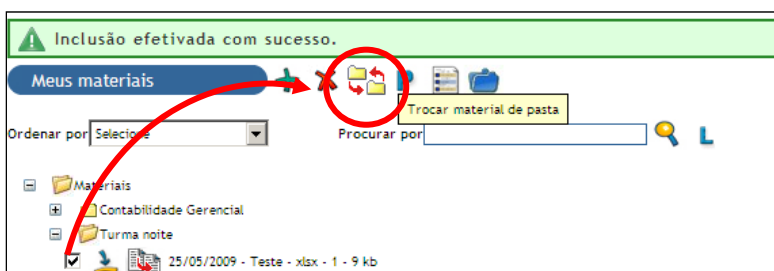 Inclusão efetivada com sucesso.
Meus materiais
Trocar material de pasta
Ordenar por Selecione Procurar por L
Materiais
Contabilidade Gerencial
Turma noite
25/05/2009 - Teste - xlsx - 1 - 9 kb